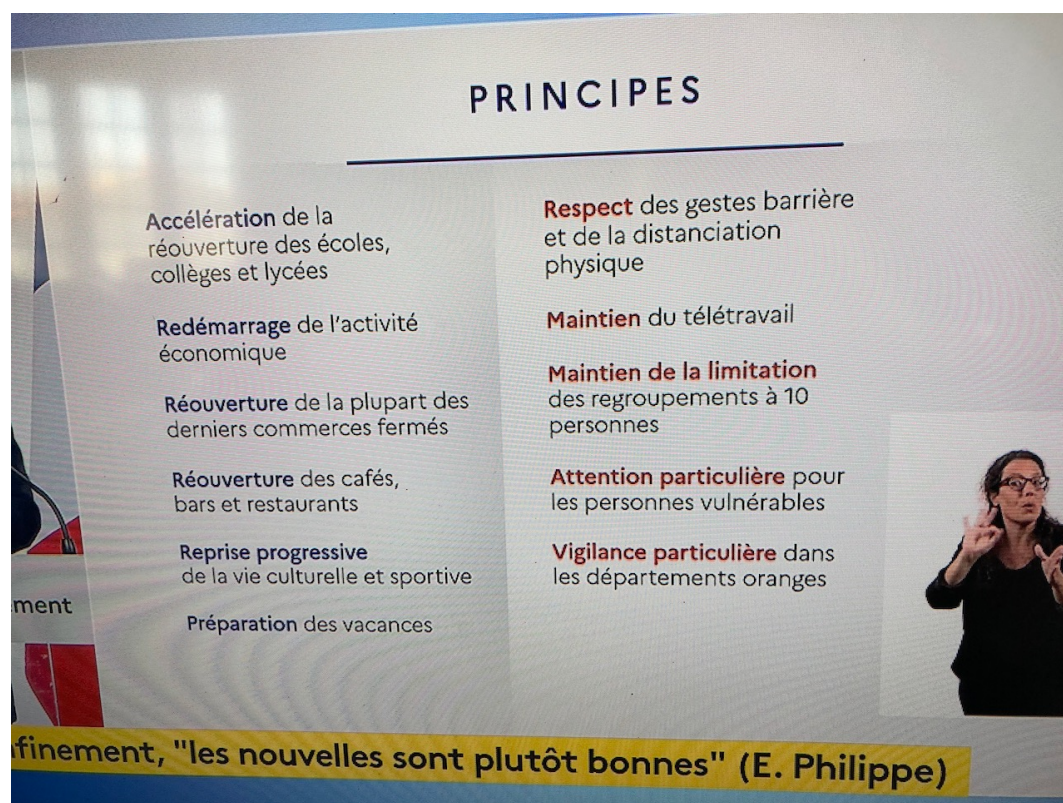 PRINCIPES
Accélération de la
réouverture des écoles,
collèges et lycées
Redémarrage de l'activité
économique
Réouverture de la plupart des
derniers commerces fermés
Réouverture des cafés,
bars et restaurants
Reprise progressive
de la vie culturelle et sportive
Préparation des vacances
Respect des gestes barrière
et de la distanciation
physique
Maintien du télétravail
Maintien de la limitation
des regroupements à 10
personnes
Attention particulière pour
les personnes vulnérables
Vigilance particulière dans
les départements oranges
ment
finement, "les nouvelles sont plutôt bonnes" (E. Philippe)